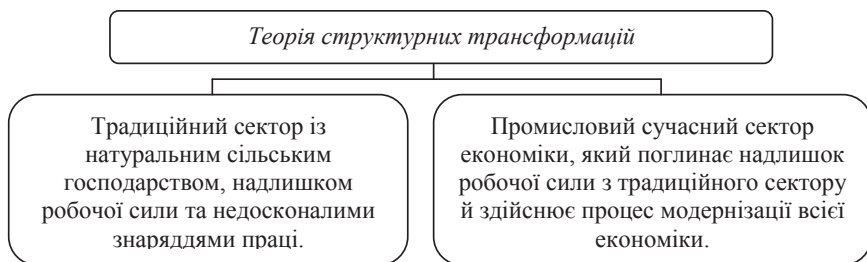 Теорія структурних трансформацій
Традиційний сектор із
натуральним сільським
господарством, надлишком
робочої сили та недосконалими
знаряддями праці.
Промисловий сучасний сектор
економіки, який поглинає надлишок
робочої сили з традиційного сектору
й здійснює процес модернізації всієї
економіки.